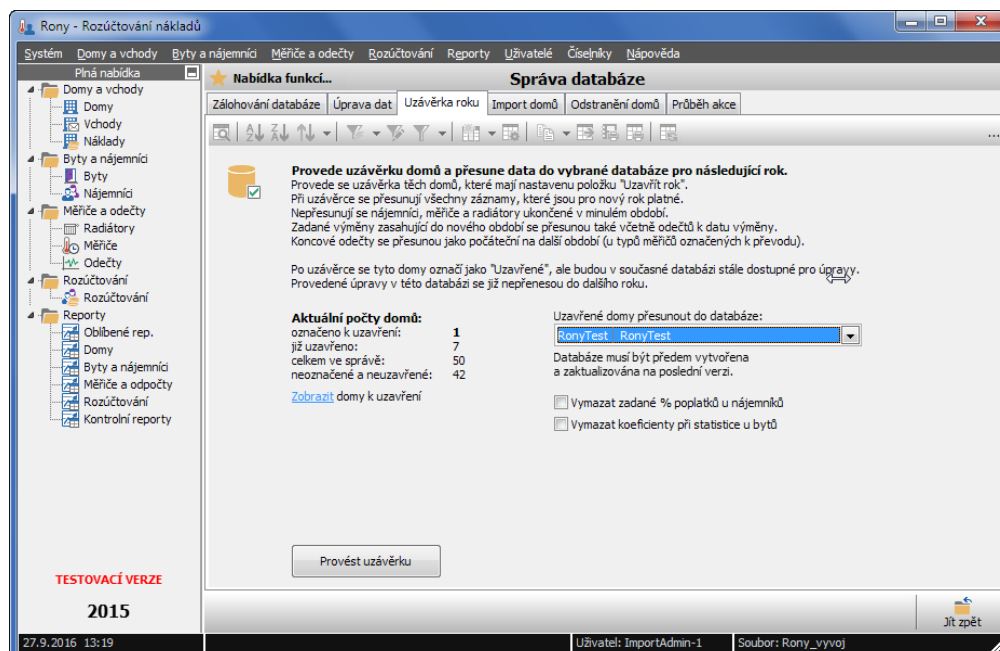 Rony - Rozúčtování nákladů
Systém Domy a vchody Byty a nájemníci Měřiče a odečty Rozúčtování Reporty Uživatelé Číselníky Nápověda
Plná nabídka
Domy a vchody
Domy
Vchody
Náklady
Byty a nájemníci
Byty
Nájemníci
Měřiče a odečty
Radiátory
Měřiče
Odečty
Rozúčtování
Rozúčtování
Reporty
Oblíbené rep.
Domy
Byty a nájemníci
Měřiče a odpočty
Rozúčtování
Kontrolní reporty
TESTOVACÍ VERZE
2015
Nabídka funkcí...
Správa databáze
Zálohování databáze Úprava dat Uzávěrka roku Import domů Odstranění domů Průběh akce
...
Provede uzávěrku domů a přesune data do vybrané databáze pro následující rok.
Provede se uzávěrka těch domů, které mají nastavenu položku "Uzavřít rok".
Při uzávěrce se přesunují všechny záznamy, které jsou pro nový rok platné.
Nepřesunují se nájemníci, měřiče a radiátory ukončené v minulém období.
Zadané výměny zasahující do nového období se přesunou také včetně odečtů k datu výměny.
Koncové odečty se přesunou jako počáteční na další období (u typů měřičů označených k převodu).
Po uzávěrce se tyto domy označí jako "Uzavřené", ale budou v současné databázi stále dostupné pro úpravy.
Provedené úpravy v této databázi se již nepřenesou do dalšího roku.
Aktuální počty domů:
označeno k uzavření: 1
již uzavřeno: 7
celkem ve správě: 50
neoznačené a neuzavřené: 42
Zobrazit domy k uzavření
Uzavřené domy přesunout do databáze:
RonyTest RonyTest
Databáze musí být předem vytvořena
a zaktualizována na poslední verzi.
Vymazat zadané % poplatků u nájemníků
Vymazat koeficienty při statistice u bytů
Provést uzávěrku
Jít zpět
27.9.2016 13:19
Uživatel: ImportAdmin-1
Soubor: Rony_vyvoj